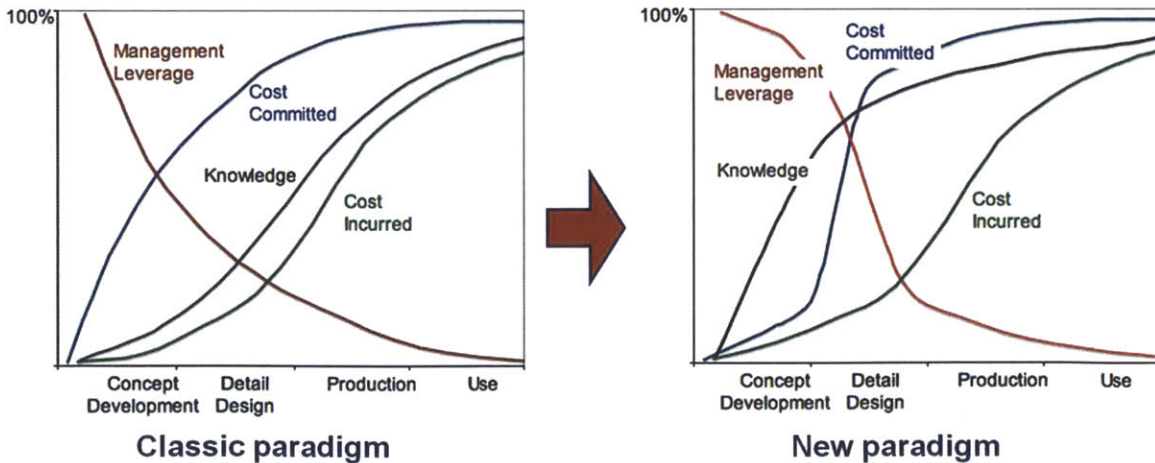 100%
Management
Leverage
Cost
Committed
Knowledge
Cost
Incurred
Concept
Development
Detail
Design
Production
Use
Classic paradigm
100%
Cost
Committed
Management
Leverage
Knowledge
Cost
Incurred
Concept
Development
Detail
Design
Production
Use
New paradigm